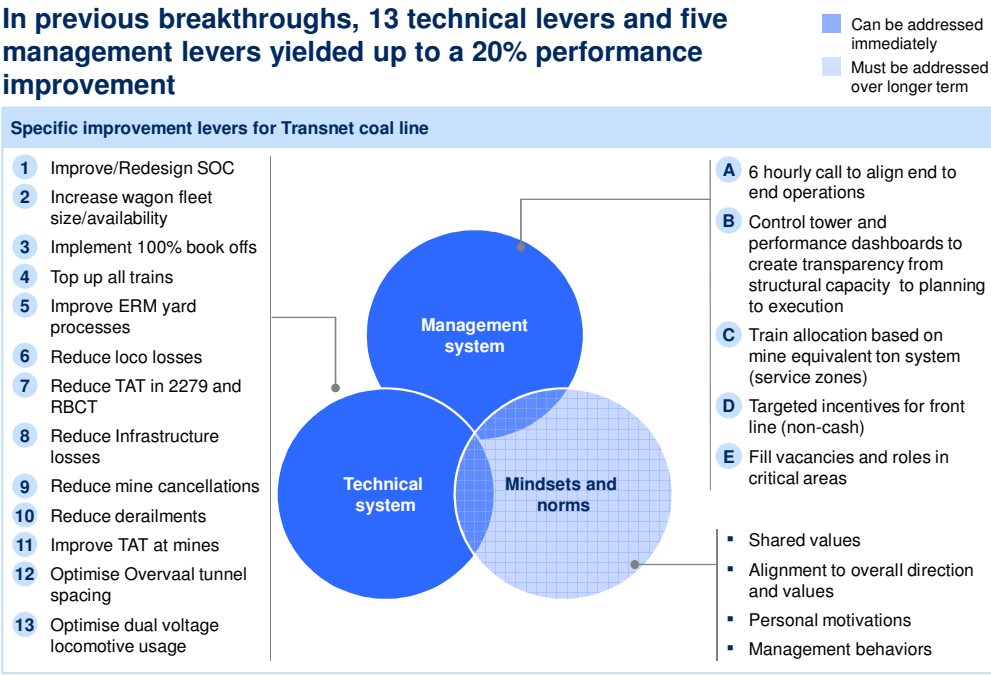 In previous breakthroughs, 13 technical levers and five
management levers yielded up to a 20% performance
improvement
Can be addressed
immediately
Must be addressed
over longer term
Specific improvement levers for Transnet coal line
1 Improve/Redesign SOC
2 Increase wagon fleet
size/availability
3 Implement 100% book offs
4 Top up all trains
5 Improve ERM yard
processes
6 Reduce loco losses
7 Reduce TAT in 2279 and
RBCT
8 Reduce Infrastructure
losses
9 Reduce mine cancellations
10 Reduce derailments
11 Improve TAT at mines
12 Optimise Overvaal tunnel
spacing
13 Optimise dual voltage
locomotive usage
Management
system
Technical
system
Mindsets and
norms
A 6 hourly call to align end to
end operations
B Control tower and
performance dashboards to
create transparency from
structural capacity to planning
to execution
C Train allocation based on
mine equivalent ton system
(service zones)
D Targeted incentives for front
line (non-cash)
E Fill vacancies and roles in
critical areas
▪ Shared values
▪ Alignment to overall direction
and values
▪ Personal motivations
▪ Management behaviors